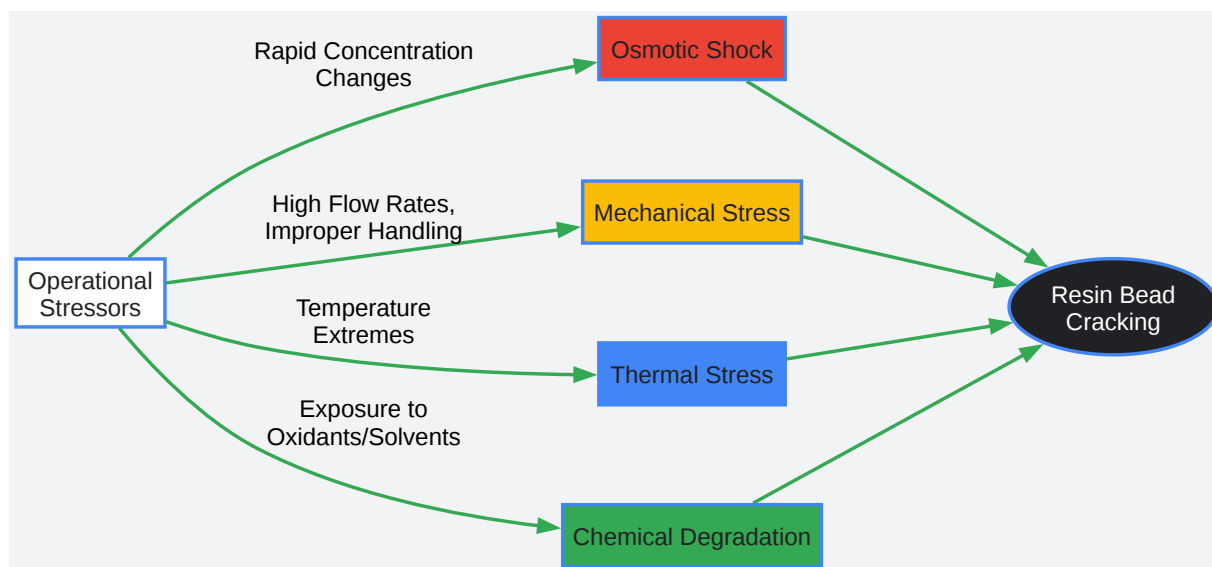 Rapid Concentration
Changes
Osmotic Shock
High Flow Rates,
Improper Handling
Mechanical Stress
Operational
Stressors
Temperature
Extremes
Thermal Stress
Resin Bead
Cracking
Exposure to
Oxidants/Solvents
Chemical Degradation